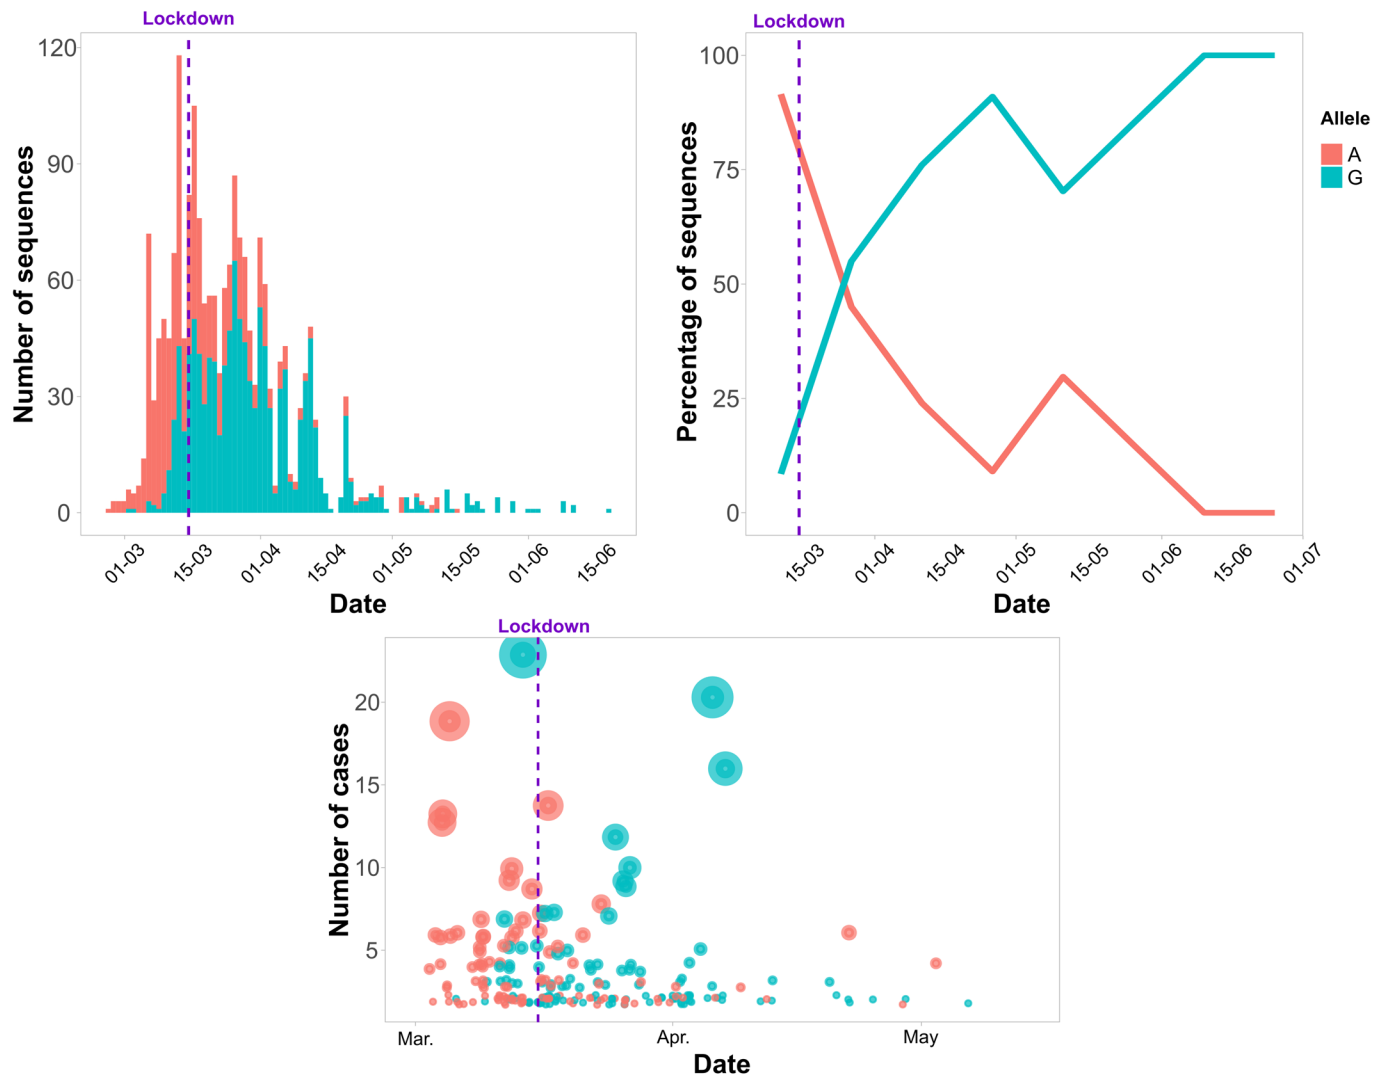 Lockdown
Number of sequences
120
90
60
30
0
01-03
15-03
01-04
15-04
01-05
15-05
01-06
15-06
Date
Lockdown
Percentage of sequences
100
75
50
25
0
15-03
01-04
15-04
01-05
15-05
01-06
15-06
01-07
Date
Allele
A
G
Lockdown
Number of cases
20
15
10
5
Mar.
Apr.
May
Date